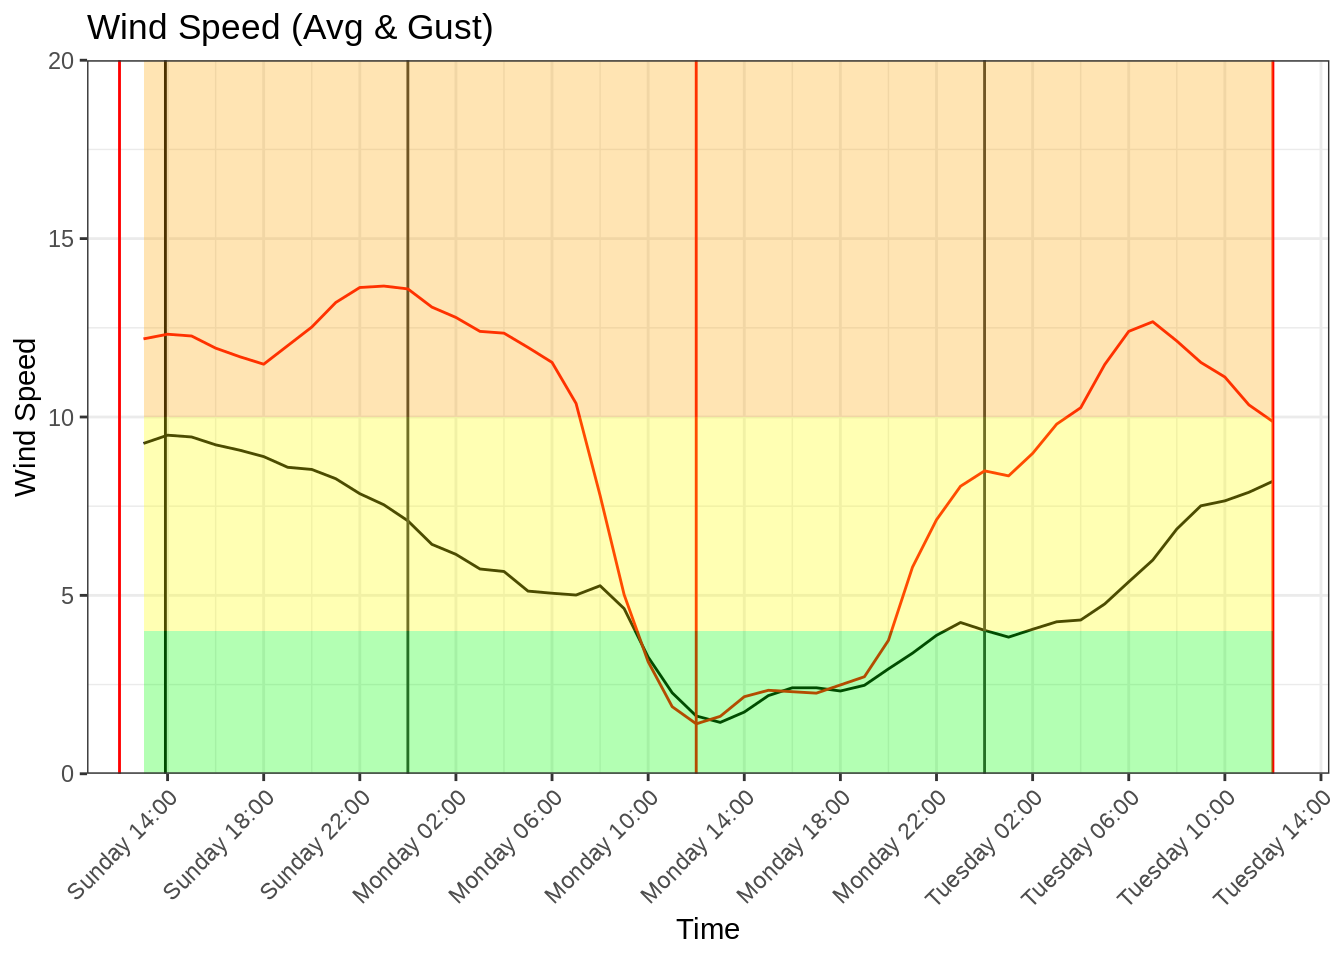 Wind Speed (Avg & Gust)
20
15
10
5
0
Wind Speed
Sunday 14:00
Sunday 18:00
Sunday 22:00
Monday 02:00
Monday 06:00
Monday 10:00
Monday 14:00
Monday 18:00
Monday 22:00
Tuesday 02:00
Tuesday 06:00
Tuesday 10:00
Tuesday 14:00
Time